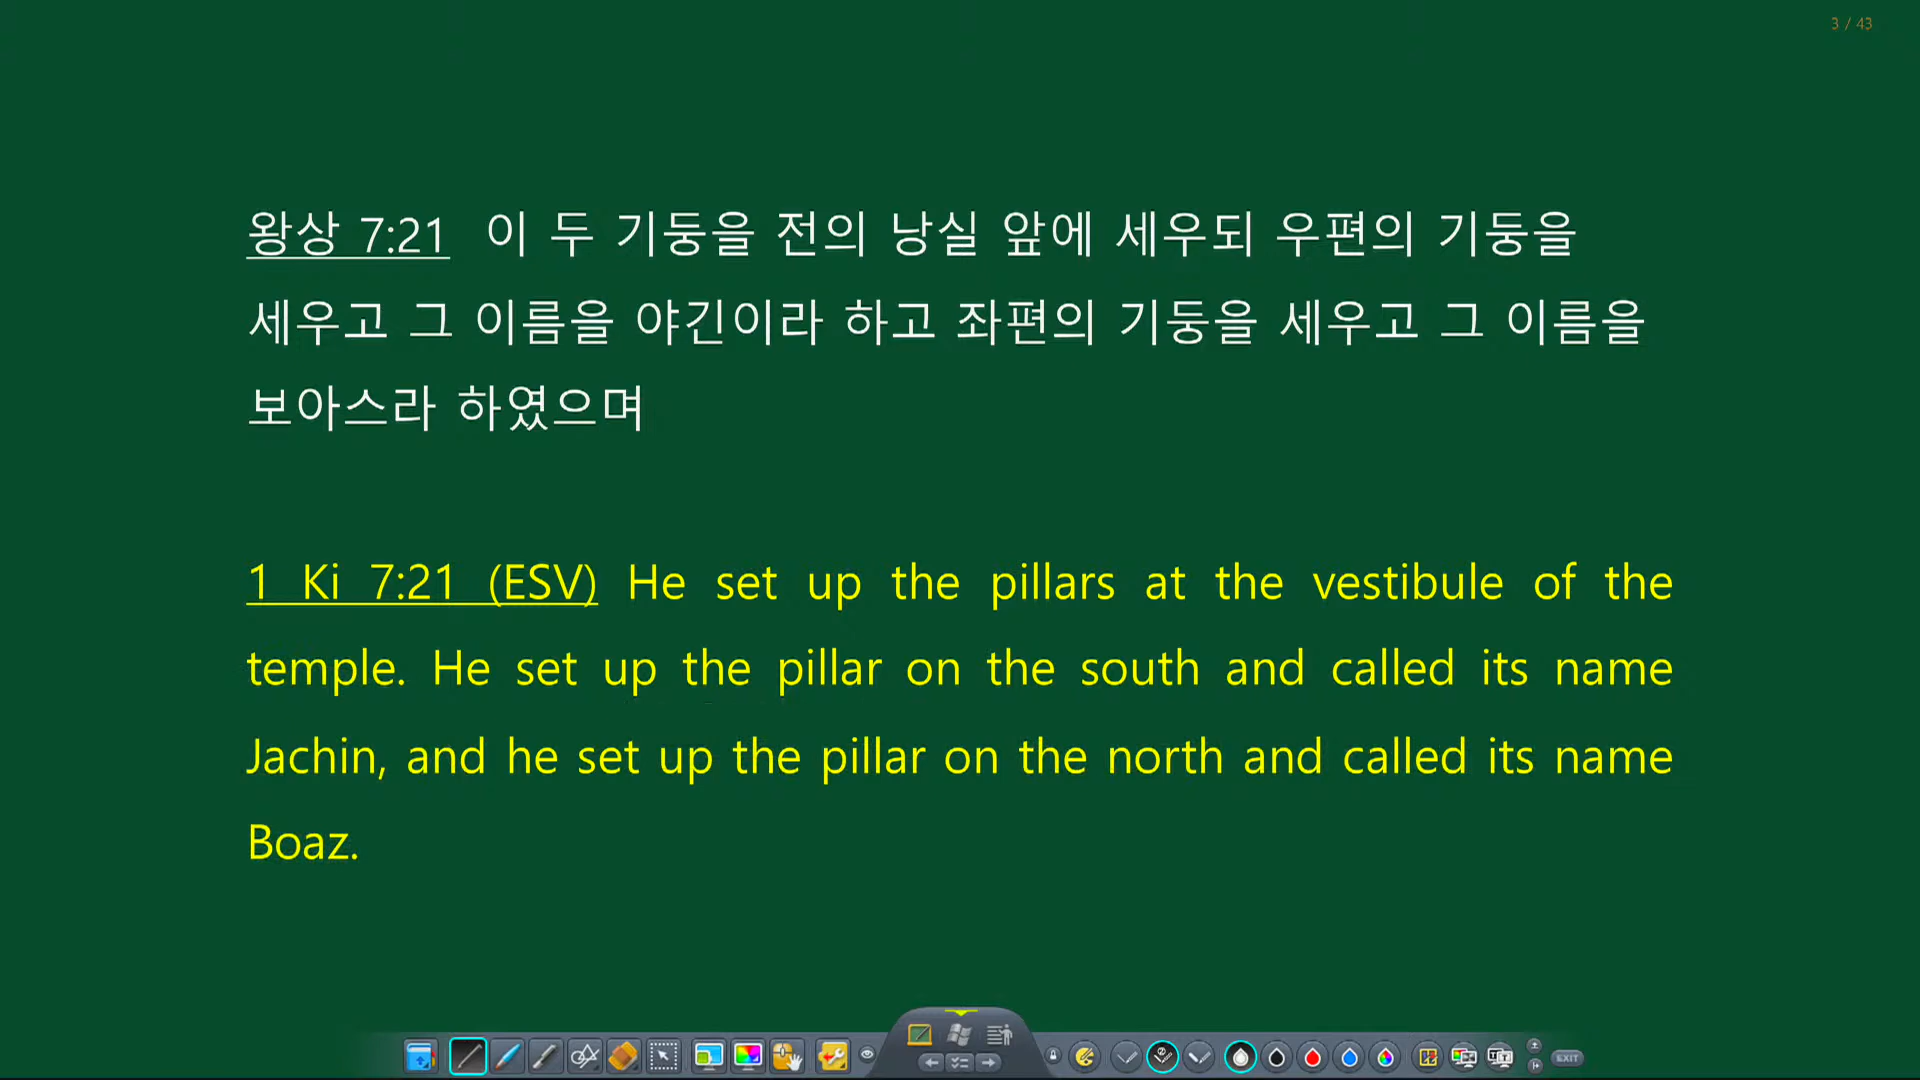 3 / 43
왕상 7:21 이 두 기둥을 전의 낭실 앞에 세우되 우편의 기둥을
세우고 그 이름을 야긴이라 하고 좌편의 기둥을 세우고 그 이름을
보아스라 하였으며
1 Ki 7:21 (ESV) He set up the pillars at the vestibule of the
temple. He set up the pillar on the south and called its name
Jachin, and he set up the pillar on the north and called its name
Boaz.
EXIT